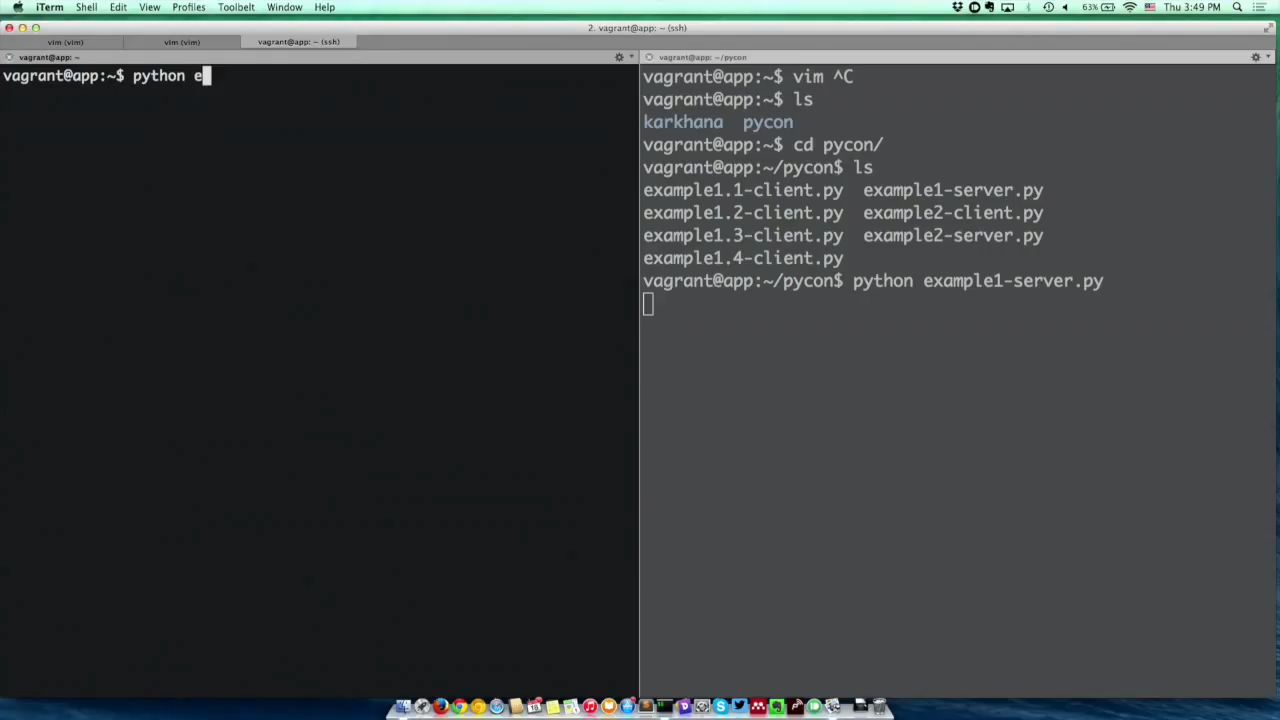 iTerm Shell Edit View Profiles Toolbelt Window Help
63% Thu 3:49 PM
2. vagrant@app: ~ (ssh)
vim (vim) vim (vim) vagrant@app: ~ (ssh)
vagrant@app: ~
vagrant@app:~$ python e
vagrant@app: ~/pycon
vagrant@app:~$ vim ^C
vagrant@app:~$ ls
karkhana pycon
vagrant@app:~$ cd pycon/
vagrant@app:~/pycon$ ls
example1.1-client.py example1-server.py
example1.2-client.py example2-client.py
example1.3-client.py example2-server.py
example1.4-client.py
vagrant@app:~/pycon$ python example1-server.py